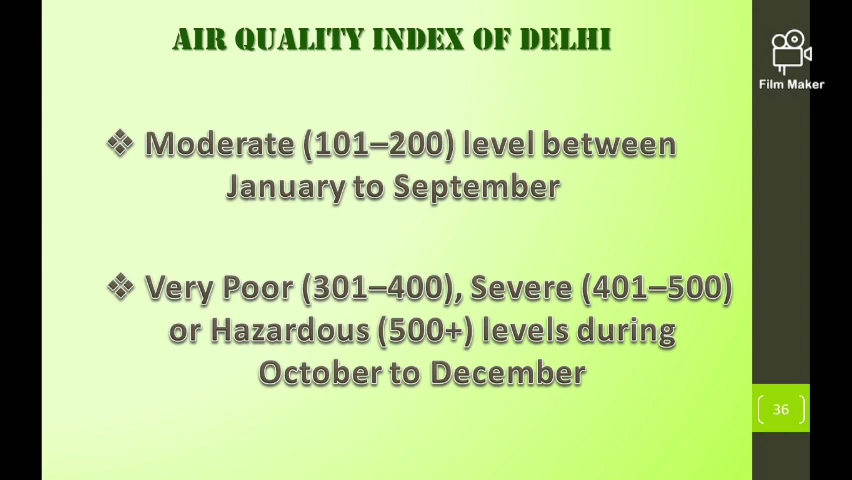 AIR QUALITY INDEX OF DELHI
Film Maker
❖ Moderate (101–200) level between
January to September
❖ Very Poor (301–400), Severe (401–500)
or Hazardous (500+) levels during
October to December
36